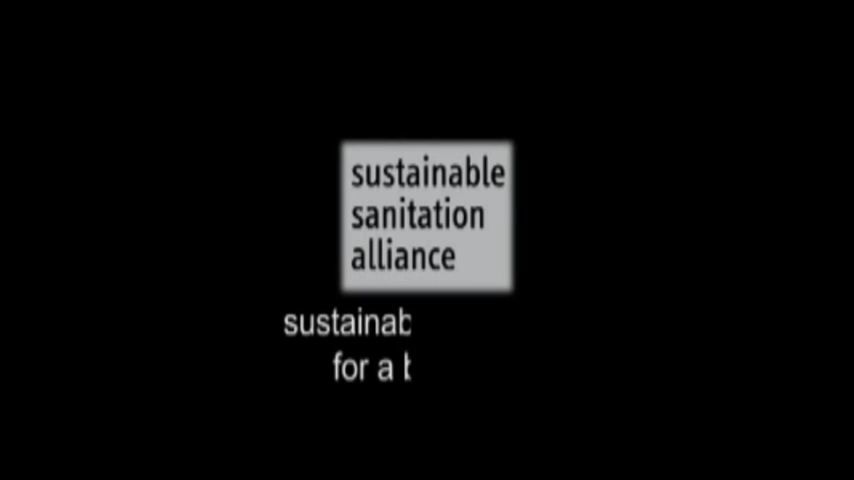 sustainable
sanitation
alliance
sustainab
for a